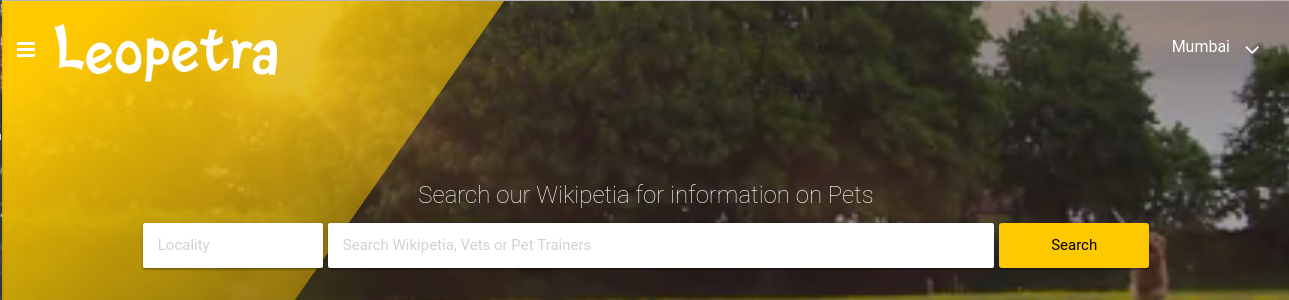 Leopetra
Mumbai
Search our Wikipetia for information on Pets
Locality
Search Wikipetia, Vets or Pet Trainers
Search